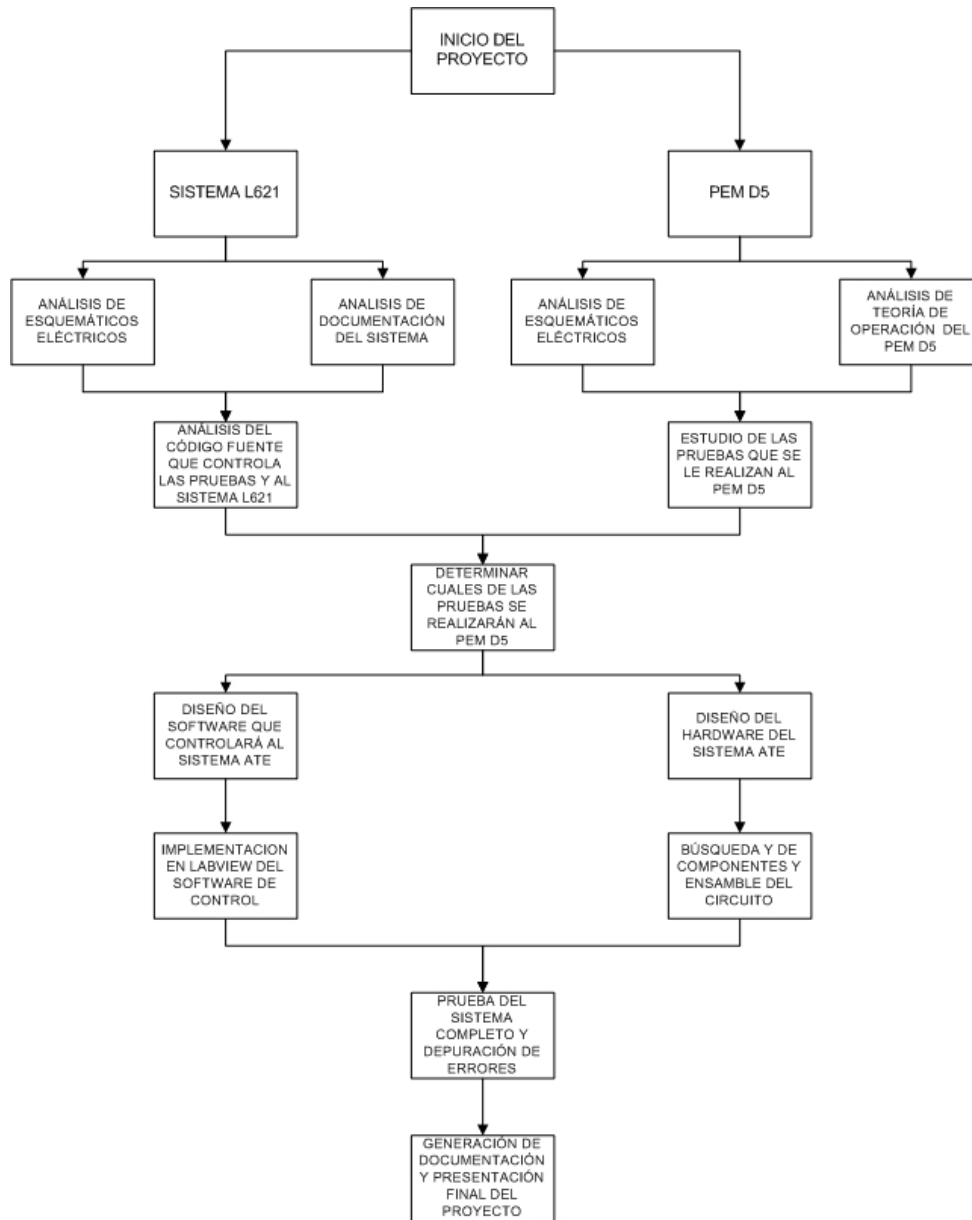 INICIO DEL
PROYECTO
SISTEMA L621
PEM D5
ANÁLISIS DE
ESQUEMÁTICOS
ELÉCTRICOS
ANALISIS DE
DOCUMENTACIÓN
DEL SISTEMA
ANÁLISIS DE
ESQUEMÁTICOS
ELÉCTRICOS
ANÁLISIS DE
TEORÍA DE
OPERACIÓN DEL
PEM D5
ANÁLISIS DEL
CÓDIGO FUENTE
QUE CONTROLA
LAS PRUEBAS Y AL
SISTEMA L621
ESTUDIO DE LAS
PRUEBAS QUE SE
LE REALIZAN AL
PEM D5
DETERMINAR
CUALES DE LAS
PRUEBAS SE
REALIZARÁN AL
PEM D5
DISEÑO DEL
SOFTWARE QUE
CONTROLARÁ AL
SISTEMA ATE
DISEÑO DEL
HARDWARE DEL
SISTEMA ATE
IMPLEMENTACION
EN LABVIEW DEL
SOFTWARE DE
CONTROL
BÚSQUEDA Y DE
COMPONENTES Y
ENSAMBLE DEL
CIRCUITO
PRUEBA DEL
SISTEMA
COMPLETO Y
DEPURACIÓN DE
ERRORES
GENERACIÓN DE
DOCUMENTACIÓN
Y PRESENTACIÓN
FINAL DEL
PROYECTO